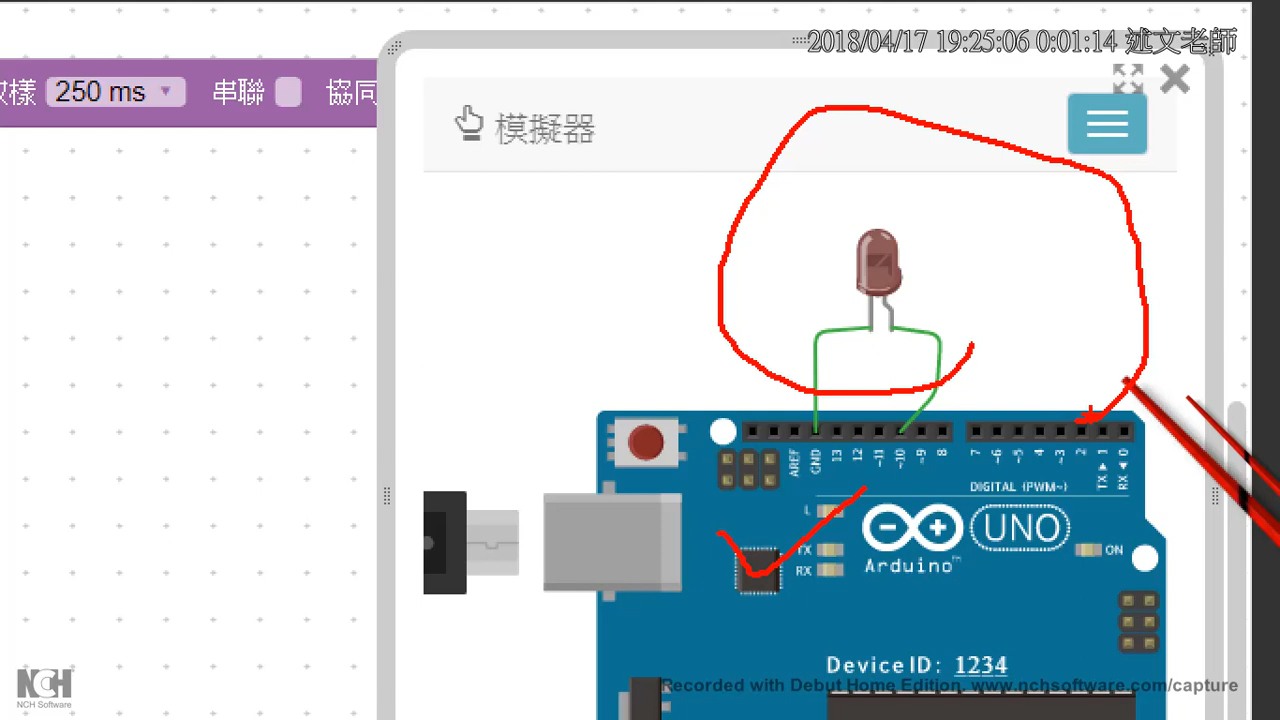 2018/04/17 19:25:06 0:01:14 述文老師
取樣 250 ms 串聯 協同
模擬器
AREF GND 13 12 ~11 ~10 ~9 8 7 ~6 ~5 4 ~3 2 TX▶1 RX◀0
DIGITAL (PWM~)
L
TX
RX
UNO
ON
Arduino™
Device ID: 1234
Recorded with Debut Home Edition. www.nchsoftware.com/capture
NCH
NCH Software